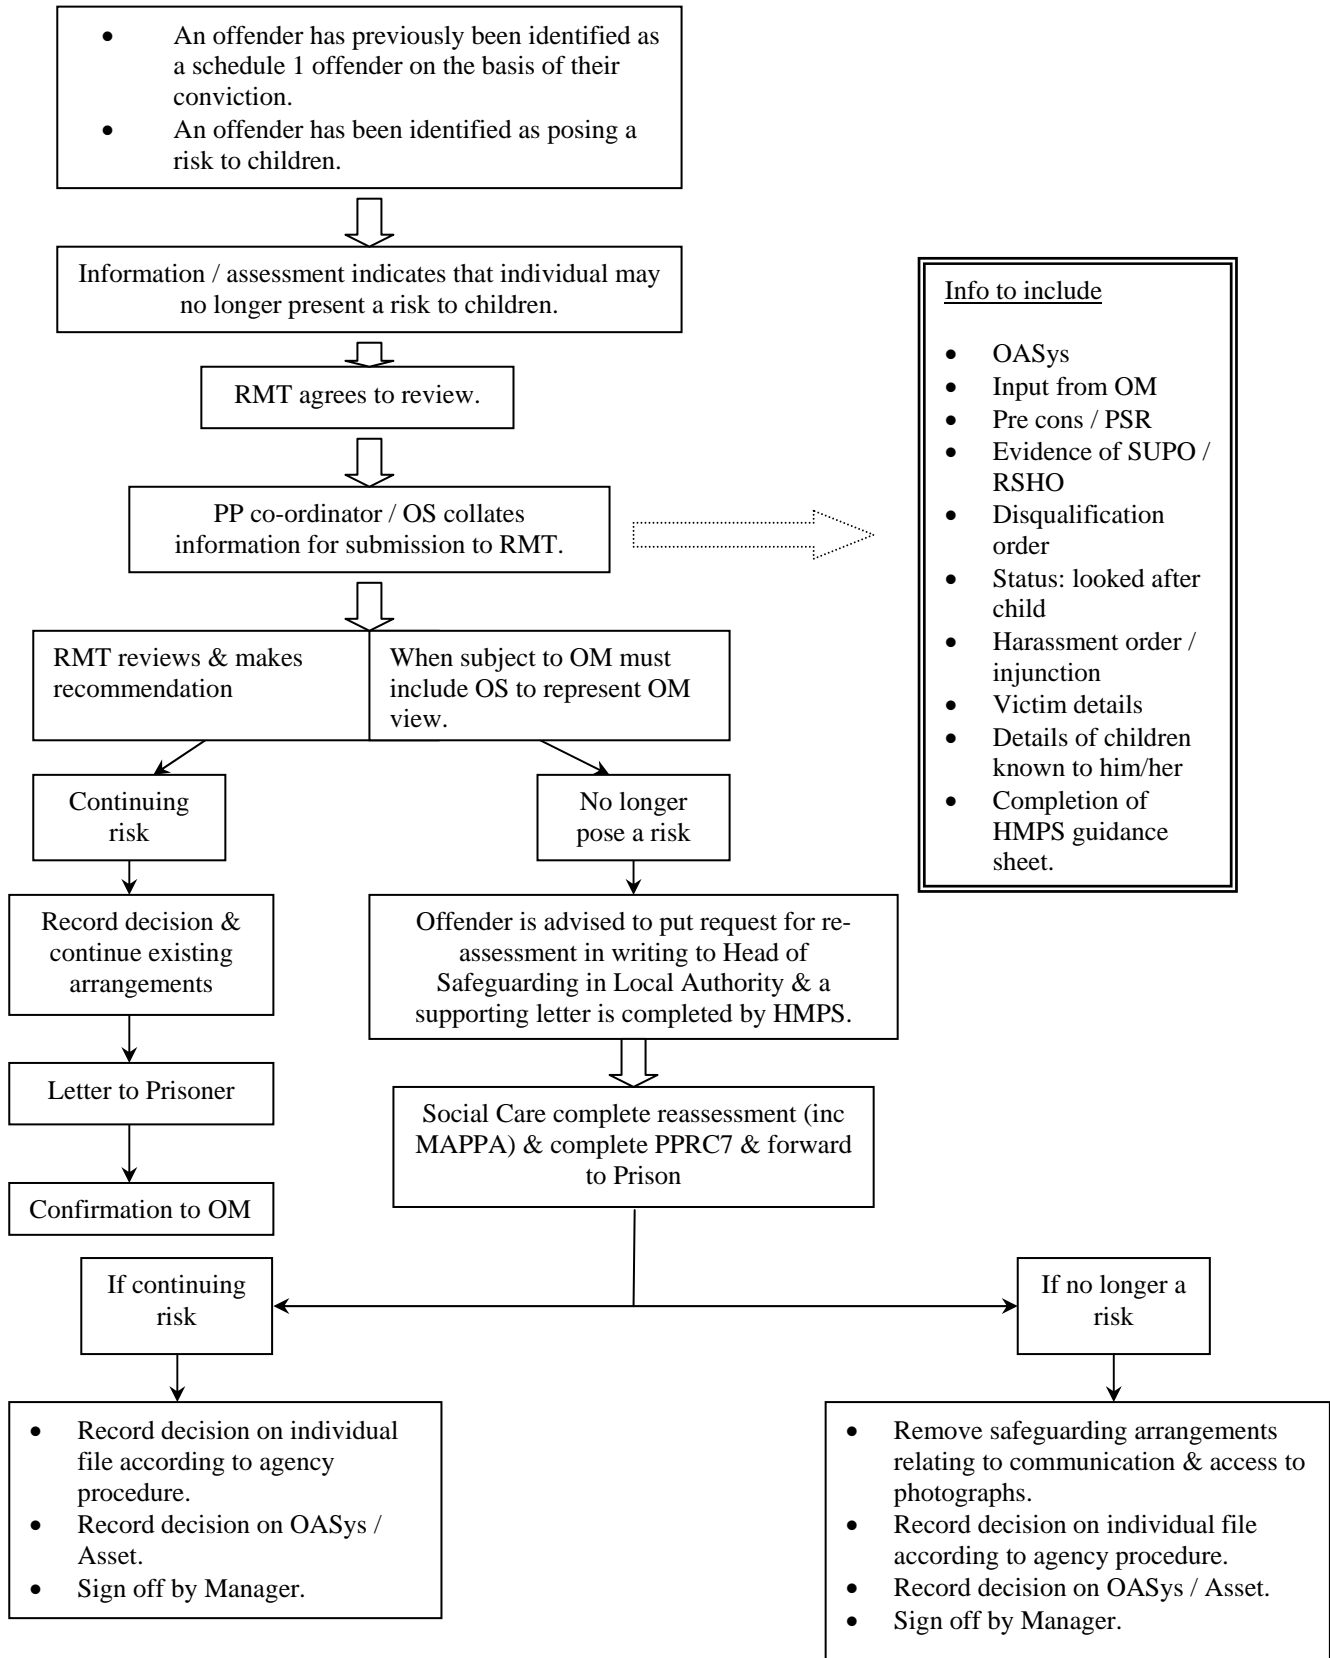 • An offender has previously been identified as
a schedule 1 offender on the basis of their
conviction.
• An offender has been identified as posing a
risk to children.
Information / assessment indicates that individual may
no longer present a risk to children.
RMT agrees to review.
PP co-ordinator / OS collates
information for submission to RMT.
Info to include
• OASys
• Input from OM
• Pre cons / PSR
• Evidence of SUPO /
RSHO
• Disqualification
order
• Status: looked after
child
• Harassment order /
injunction
• Victim details
• Details of children
known to him/her
• Completion of
HMPS guidance
sheet.
RMT reviews & makes
recommendation
When subject to OM must
include OS to represent OM
view.
Continuing
risk
No longer
pose a risk
Record decision &
continue existing
arrangements
Offender is advised to put request for re-
assessment in writing to Head of
Safeguarding in Local Authority & a
supporting letter is completed by HMPS.
Letter to Prisoner
Social Care complete reassessment (inc
MAPPA) & complete PPRC7 & forward
to Prison
Confirmation to OM
If continuing
risk
If no longer a
risk
• Record decision on individual
file according to agency
procedure.
• Record decision on OASys /
Asset.
• Sign off by Manager.
• Remove safeguarding arrangements
relating to communication & access to
photographs.
• Record decision on individual file
according to agency procedure.
• Record decision on OASys / Asset.
• Sign off by Manager.